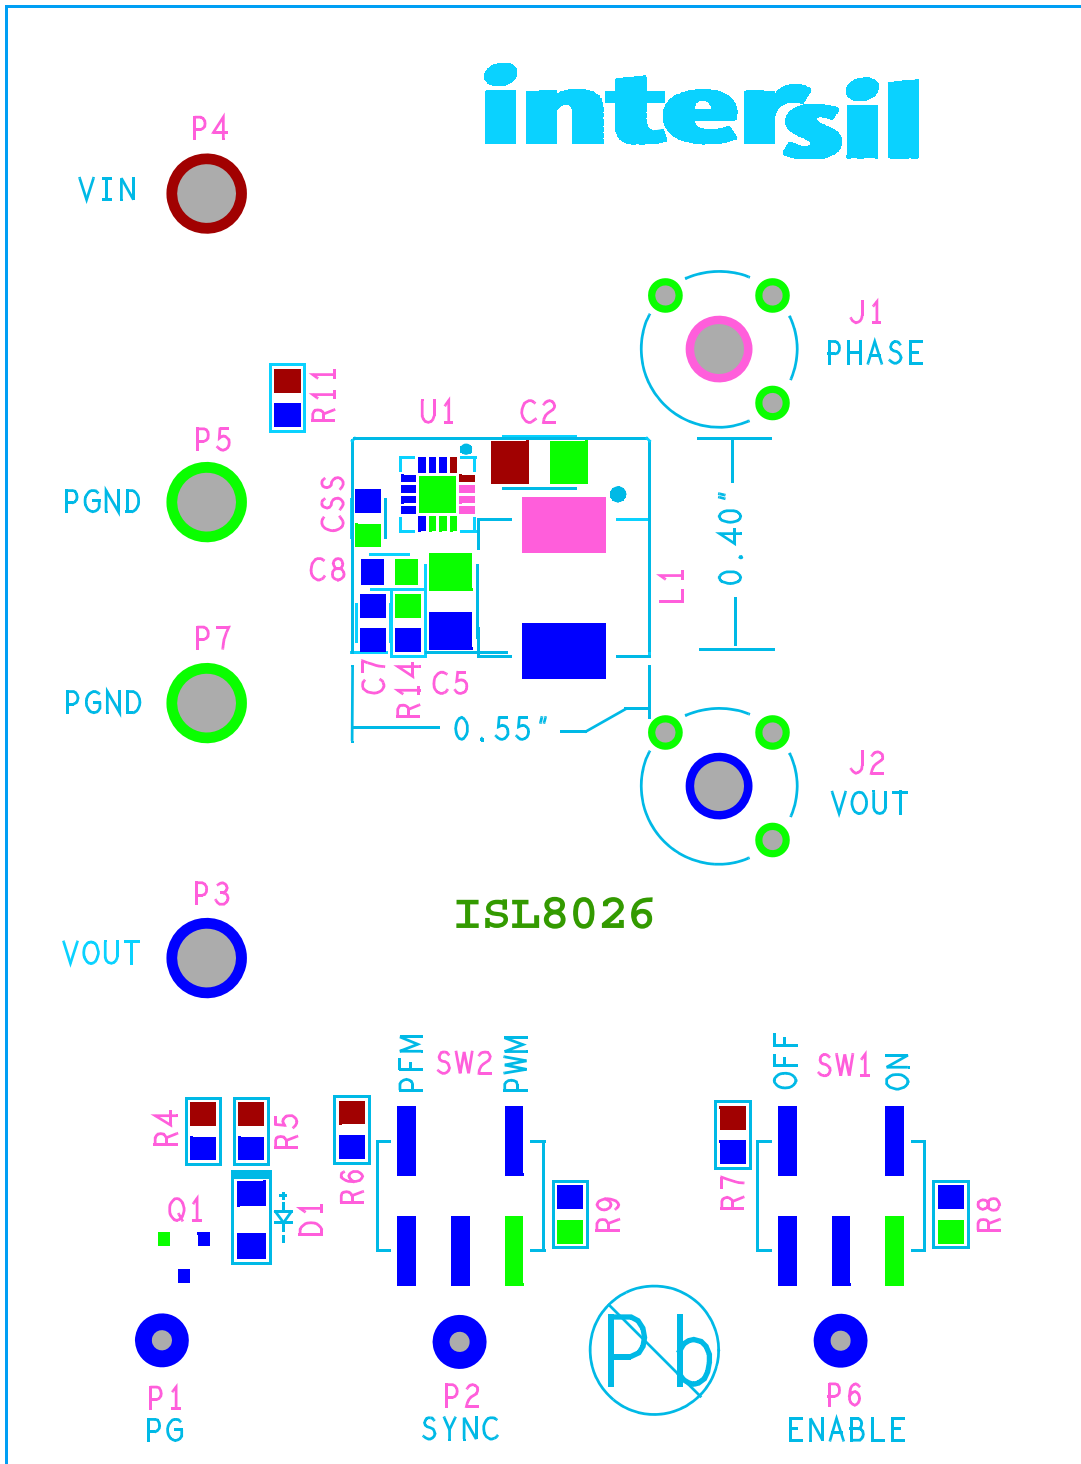 intersil
P4
VIN
J1
PHASE
R11
U1
C2
P5
PGND
CSS
0.40"
C8
L1
P7
PGND
C7
R14
C5
0.55"
J2
VOUT
P3
VOUT
ISL8026
PFM
SW2
PWM
OFF
SW1
ON
R4
R5
R6
R7
Q1
D1
R9
R8
Pb
P1
PG
P2
SYNC
P6
ENABLE